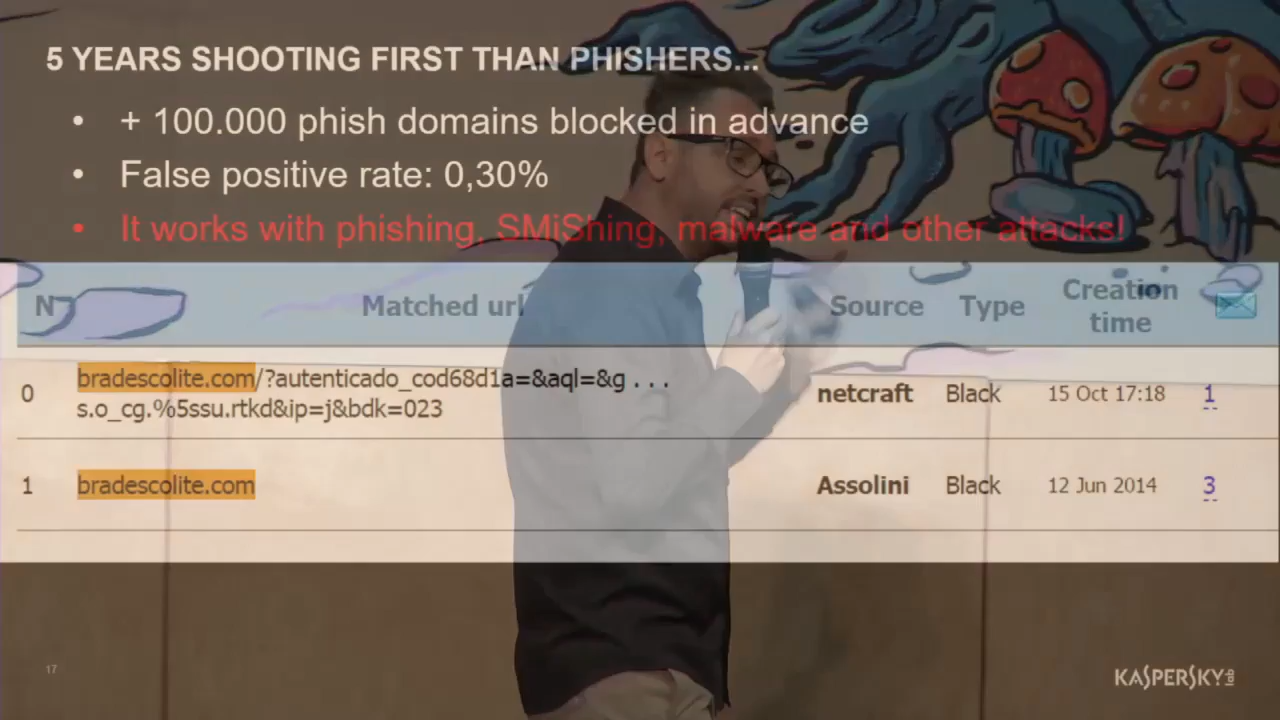 5 YEARS SHOOTING FIRST THAN PHISHERS...
• + 100.000 phish domains blocked in advance
• False positive rate: 0,30%
• It works with phishing, SMiShing, malware and other attacks!
N Matched url Source Type Creation time
0 bradescolite.com/?autenticado_cod68d1a=&aql=&g . . . netcraft Black 15 Oct 17:18 1
s.o_cg.%5ssu.rtkd&ip=j&bdk=023
1 bradescolite.com Assolini Black 12 Jun 2014 3
17
KASPERSKY lab